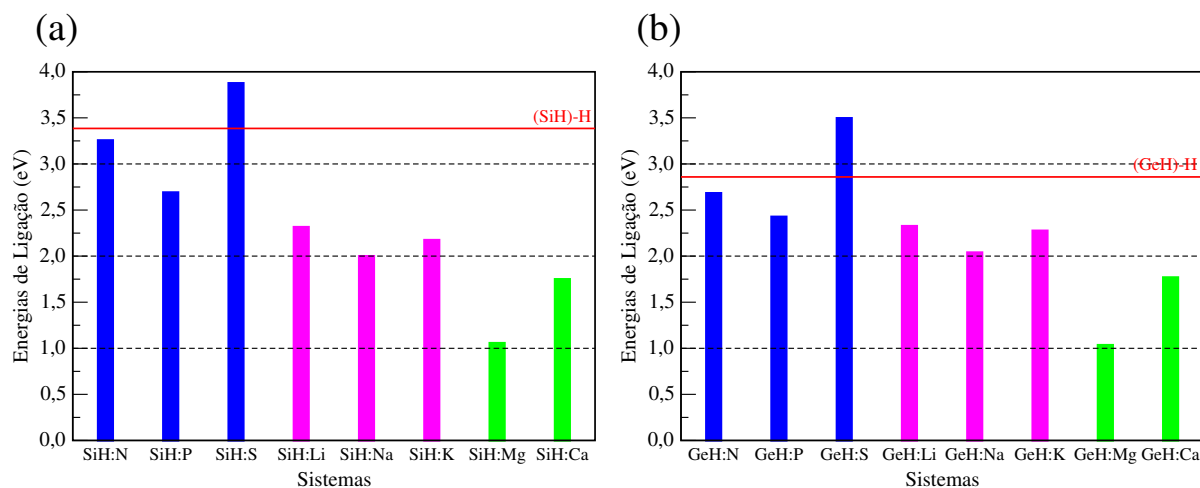 (a)
4,0
3,5
3,0
2,5
2,0
1,5
1,0
0,5
0,0
Energias de Ligação (eV)
(SiH)-H
SiH:N SiH:P SiH:S SiH:Li SiH:Na SiH:K SiH:Mg SiH:Ca
Sistemas
(b)
4,0
3,5
3,0
2,5
2,0
1,5
1,0
0,5
0,0
Energias de Ligação (eV)
(GeH)-H
GeH:N GeH:P GeH:S GeH:Li GeH:Na GeH:K GeH:Mg GeH:Ca
Sistemas